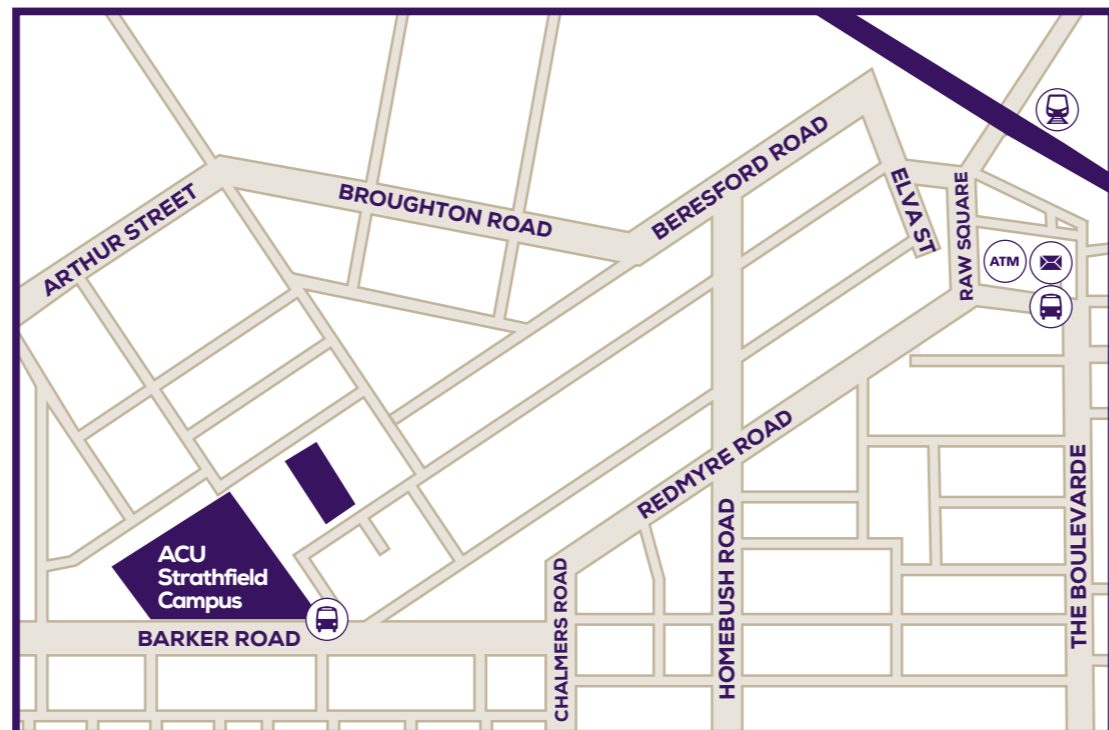 ARTHUR STREET
BROUGHTON ROAD
BERESFORD ROAD
ELVA ST
RAW SQUARE
ATM
REDMYRE ROAD
ACU
Strathfield
Campus
BARKER ROAD
CHALMERS ROAD
HOMEBUSH ROAD
THE BOULEVARDE